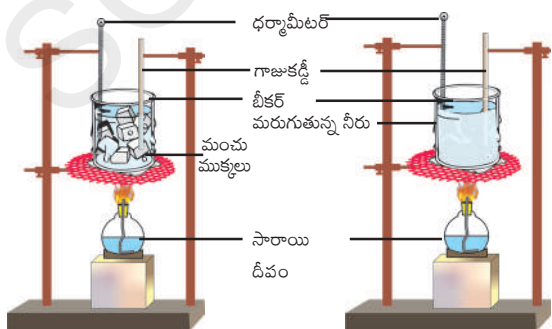 ధర్మామీటర్
గాజుకడ్డీ
బీకర్
మరుగుతున్న నీరు
మంచు
ముక్కలు
సారాయి
దీపం